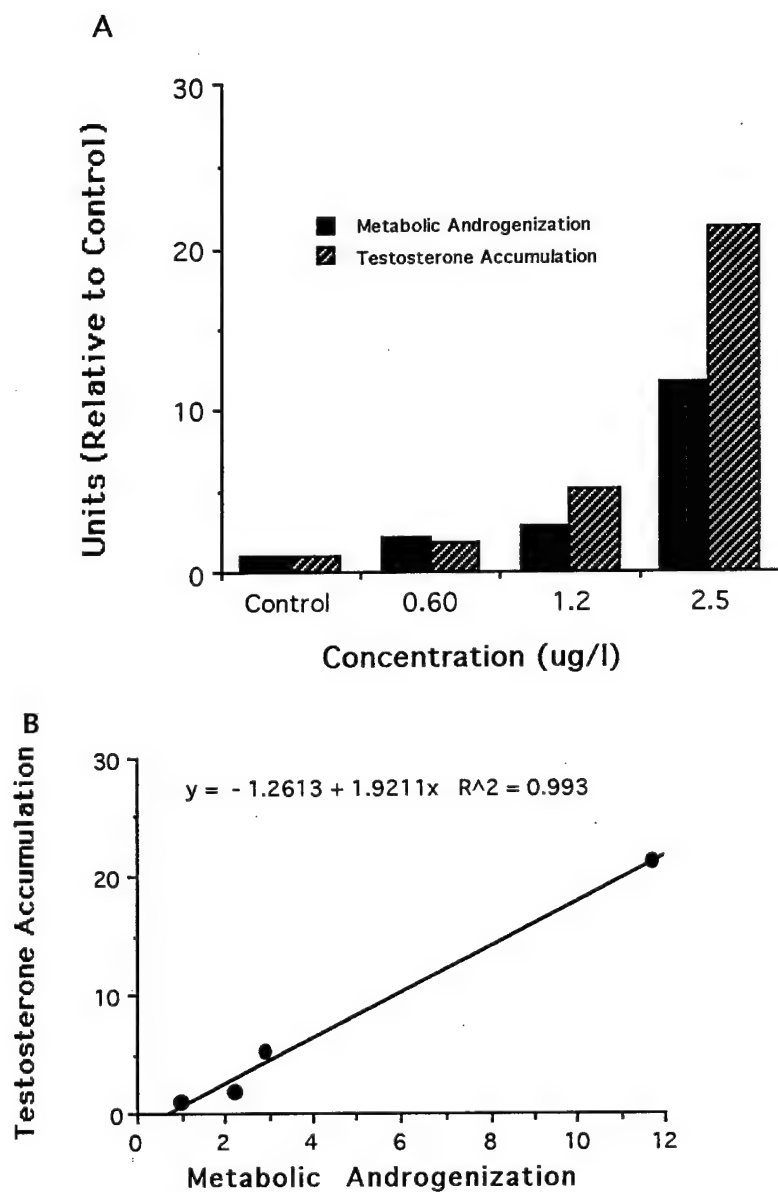 A
Units (Relative to Control)
30
20
10
0
Metabolic Androgenization
Testosterone Accumulation
Control 0.60 1.2 2.5
Concentration (ug/l)
B
Testosterone Accumulation
30
20
10
0
y = - 1.2613 + 1.9211x R^2 = 0.993
0 2 4 6 8 10 12
Metabolic Androgenization